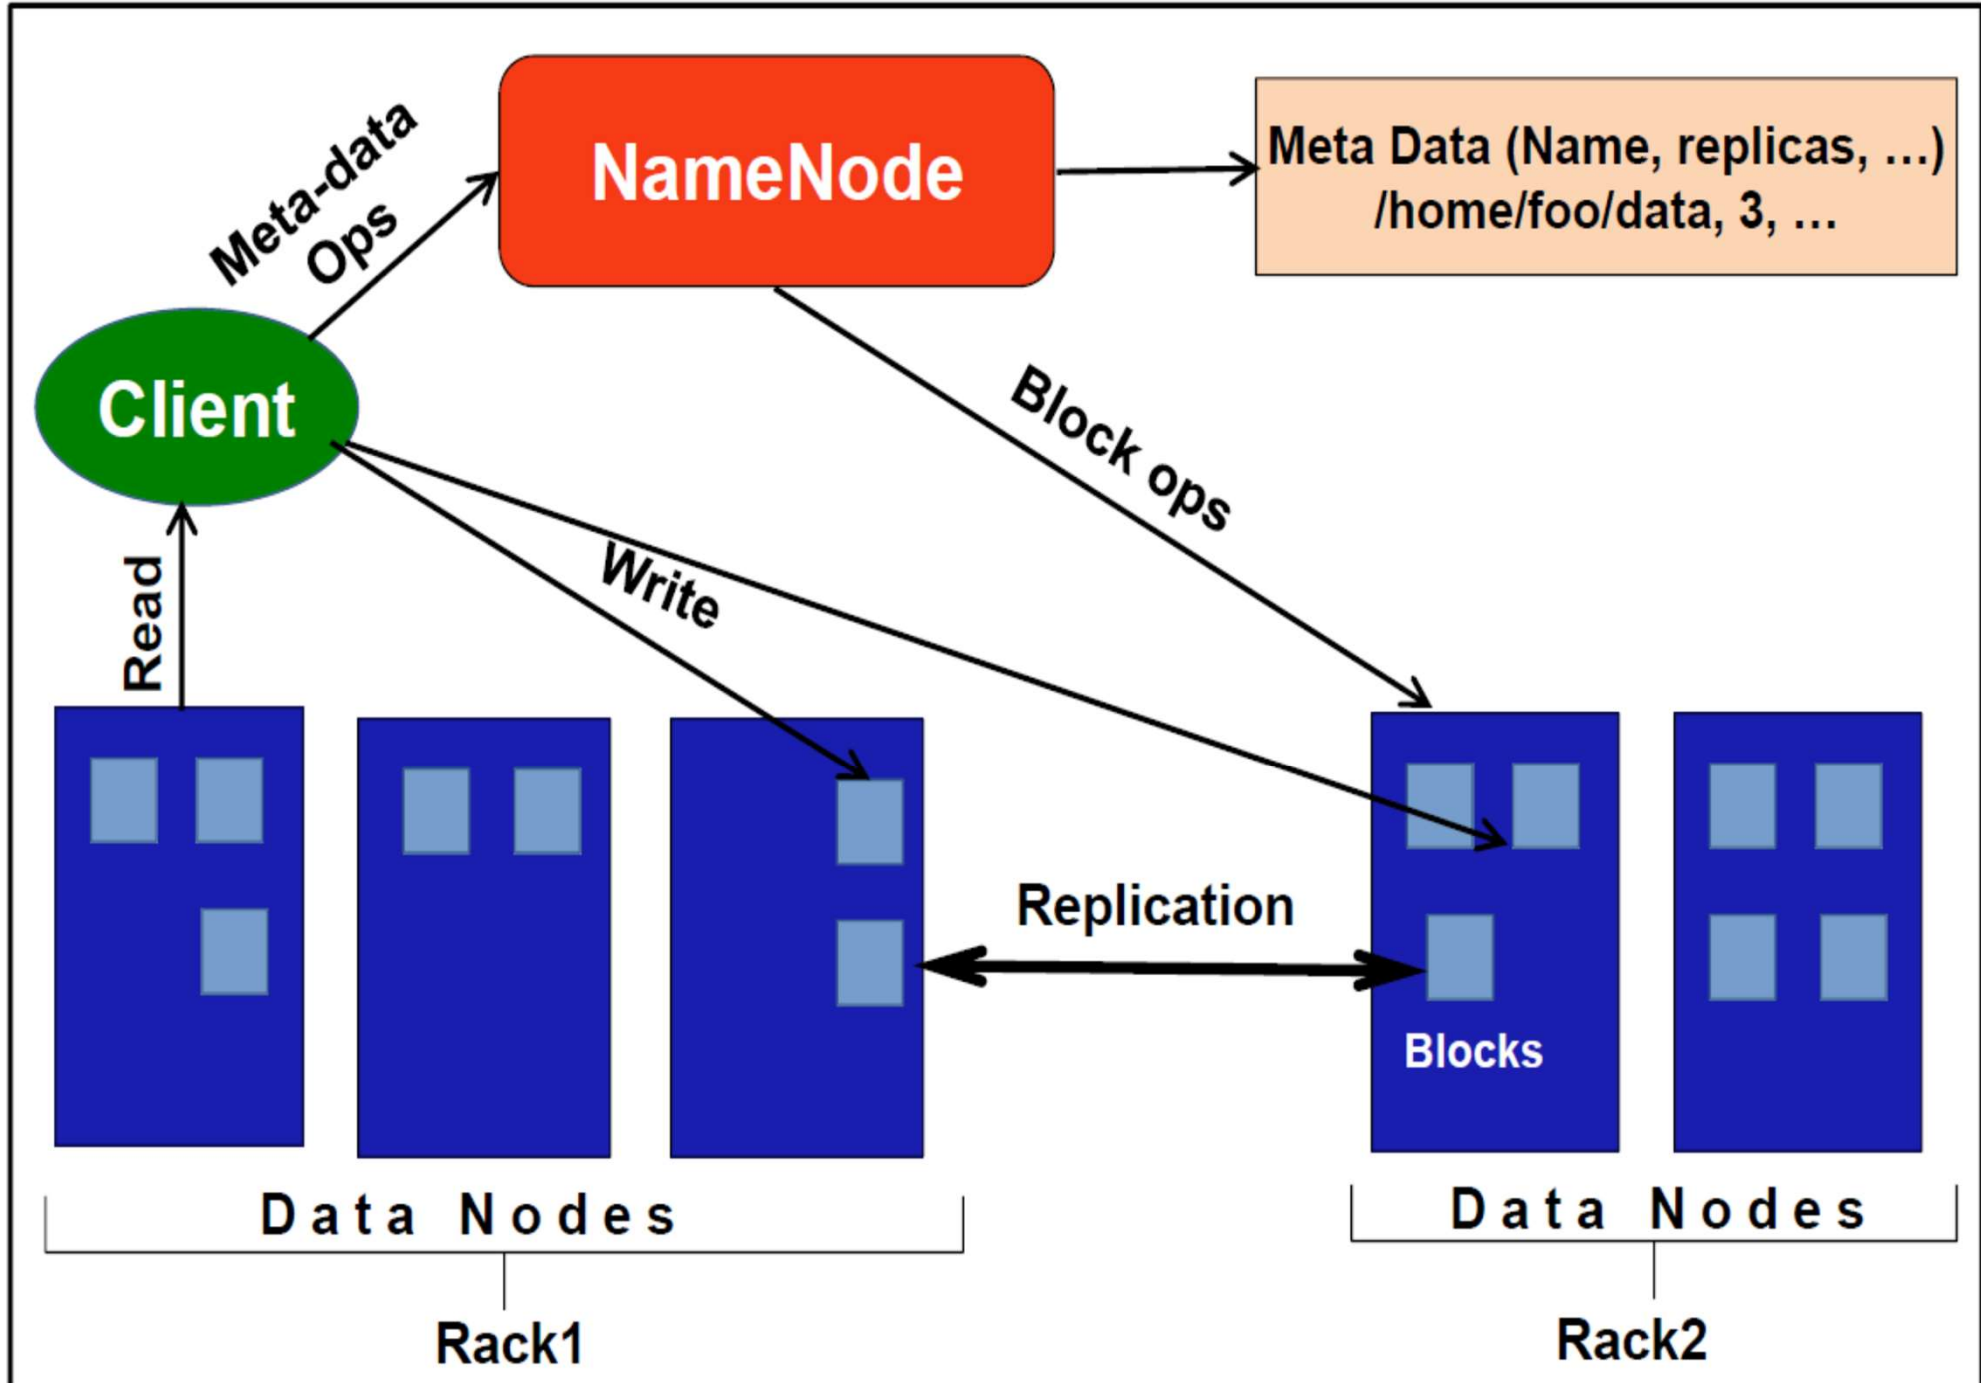 Meta-data
Ops
NameNode
Meta Data (Name, replicas, ...)
/home/foo/data, 3, ...
Client
Block ops
Write
Read
Replication
Blocks
Data Nodes
Data Nodes
Rack1
Rack2